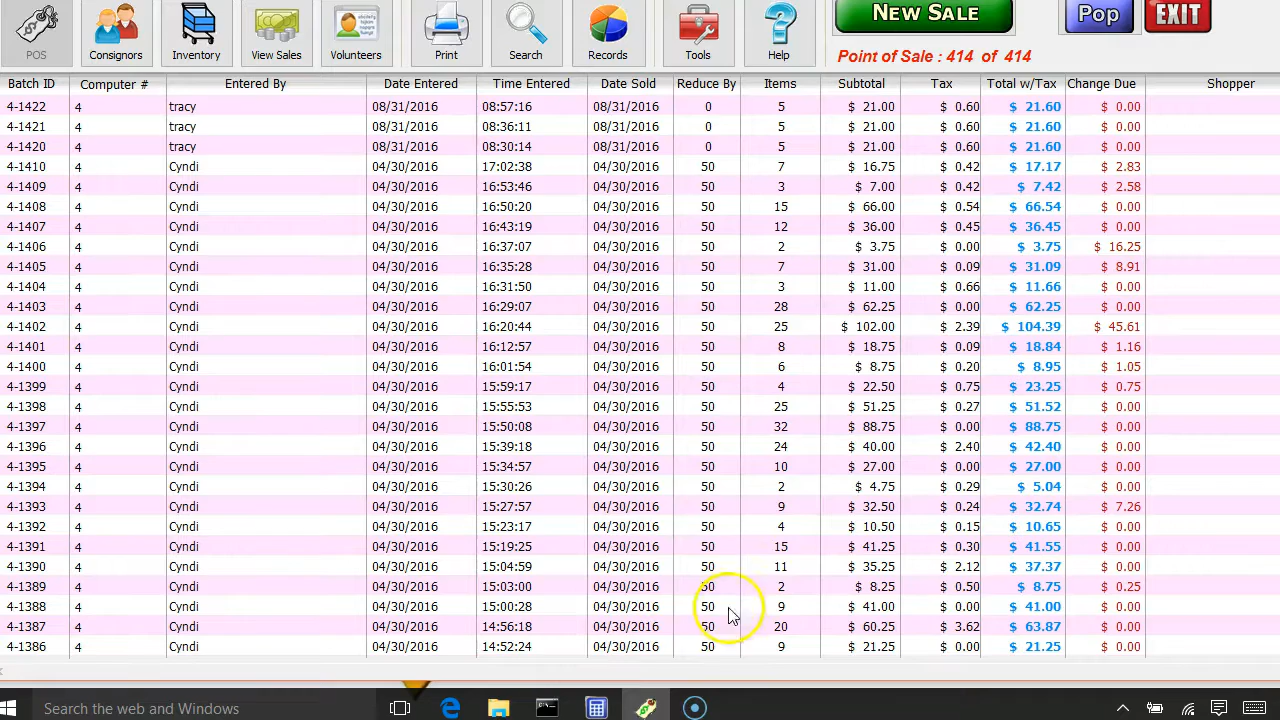 POS Consignors Inventory View Sales Volunteers Print Search Records Tools Help NEW SALE Pop EXIT
Point of Sale : 414 of 414
Batch ID Computer # Entered By Date Entered Time Entered Date Sold Reduce By Items Subtotal Tax Total w/Tax Change Due Shopper
4-1422 4 tracy 08/31/2016 08:57:16 08/31/2016 0 5 $ 21.00 $ 0.60 $ 21.60 $ 0.00
4-1421 4 tracy 08/31/2016 08:36:11 08/31/2016 0 5 $ 21.00 $ 0.60 $ 21.60 $ 0.00
4-1420 4 tracy 08/31/2016 08:30:14 08/31/2016 0 5 $ 21.00 $ 0.60 $ 21.60 $ 0.00
4-1410 4 Cyndi 04/30/2016 17:02:38 04/30/2016 50 7 $ 16.75 $ 0.42 $ 17.17 $ 2.83
4-1409 4 Cyndi 04/30/2016 16:53:46 04/30/2016 50 3 $ 7.00 $ 0.42 $ 7.42 $ 2.58
4-1408 4 Cyndi 04/30/2016 16:50:20 04/30/2016 50 15 $ 66.00 $ 0.54 $ 66.54 $ 0.00
4-1407 4 Cyndi 04/30/2016 16:43:19 04/30/2016 50 12 $ 36.00 $ 0.45 $ 36.45 $ 0.00
4-1406 4 Cyndi 04/30/2016 16:37:07 04/30/2016 50 2 $ 3.75 $ 0.00 $ 3.75 $ 16.25
4-1405 4 Cyndi 04/30/2016 16:35:28 04/30/2016 50 7 $ 31.00 $ 0.09 $ 31.09 $ 8.91
4-1404 4 Cyndi 04/30/2016 16:31:50 04/30/2016 50 3 $ 11.00 $ 0.66 $ 11.66 $ 0.00
4-1403 4 Cyndi 04/30/2016 16:29:07 04/30/2016 50 28 $ 62.25 $ 0.00 $ 62.25 $ 0.00
4-1402 4 Cyndi 04/30/2016 16:20:44 04/30/2016 50 25 $ 102.00 $ 2.39 $ 104.39 $ 45.61
4-1401 4 Cyndi 04/30/2016 16:12:57 04/30/2016 50 8 $ 18.75 $ 0.09 $ 18.84 $ 1.16
4-1400 4 Cyndi 04/30/2016 16:01:54 04/30/2016 50 6 $ 8.75 $ 0.20 $ 8.95 $ 1.05
4-1399 4 Cyndi 04/30/2016 15:59:17 04/30/2016 50 4 $ 22.50 $ 0.75 $ 23.25 $ 0.75
4-1398 4 Cyndi 04/30/2016 15:55:53 04/30/2016 50 25 $ 51.25 $ 0.27 $ 51.52 $ 0.00
4-1397 4 Cyndi 04/30/2016 15:50:08 04/30/2016 50 32 $ 88.75 $ 0.00 $ 88.75 $ 0.00
4-1396 4 Cyndi 04/30/2016 15:39:18 04/30/2016 50 24 $ 40.00 $ 2.40 $ 42.40 $ 0.00
4-1395 4 Cyndi 04/30/2016 15:34:57 04/30/2016 50 10 $ 27.00 $ 0.00 $ 27.00 $ 0.00
4-1394 4 Cyndi 04/30/2016 15:30:26 04/30/2016 50 2 $ 4.75 $ 0.29 $ 5.04 $ 0.00
4-1393 4 Cyndi 04/30/2016 15:27:57 04/30/2016 50 9 $ 32.50 $ 0.24 $ 32.74 $ 7.26
4-1392 4 Cyndi 04/30/2016 15:23:17 04/30/2016 50 4 $ 10.50 $ 0.15 $ 10.65 $ 0.00
4-1391 4 Cyndi 04/30/2016 15:19:25 04/30/2016 50 15 $ 41.25 $ 0.30 $ 41.55 $ 0.00
4-1390 4 Cyndi 04/30/2016 15:04:59 04/30/2016 50 11 $ 35.25 $ 2.12 $ 37.37 $ 0.00
4-1389 4 Cyndi 04/30/2016 15:03:00 04/30/2016 50 2 $ 8.25 $ 0.50 $ 8.75 $ 0.25
4-1388 4 Cyndi 04/30/2016 15:00:28 04/30/2016 50 9 $ 41.00 $ 0.00 $ 41.00 $ 0.00
4-1387 4 Cyndi 04/30/2016 14:56:18 04/30/2016 50 20 $ 60.25 $ 3.62 $ 63.87 $ 0.00
4-1386 4 Cyndi 04/30/2016 14:52:24 04/30/2016 50 9 $ 21.25 $ 0.00 $ 21.25 $ 0.00
Search the web and Windows